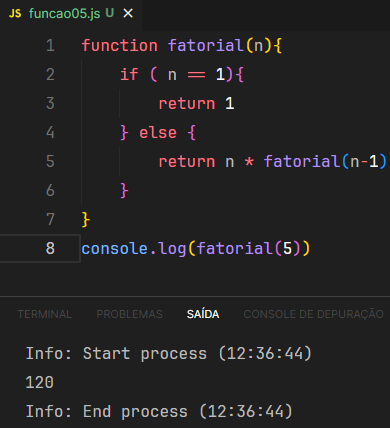 JS funcao05.js U ×
1 function fatorial(n){
2 if ( n == 1){
3 return 1
4 } else {
5 return n * fatorial(n-1)
6 }
7 }
8 console.log(fatorial(5))
TERMINAL PROBLEMAS SAÍDA CONSOLE DE DEPURAÇÃO
Info: Start process (12:36:44)
120
Info: End process (12:36:44)